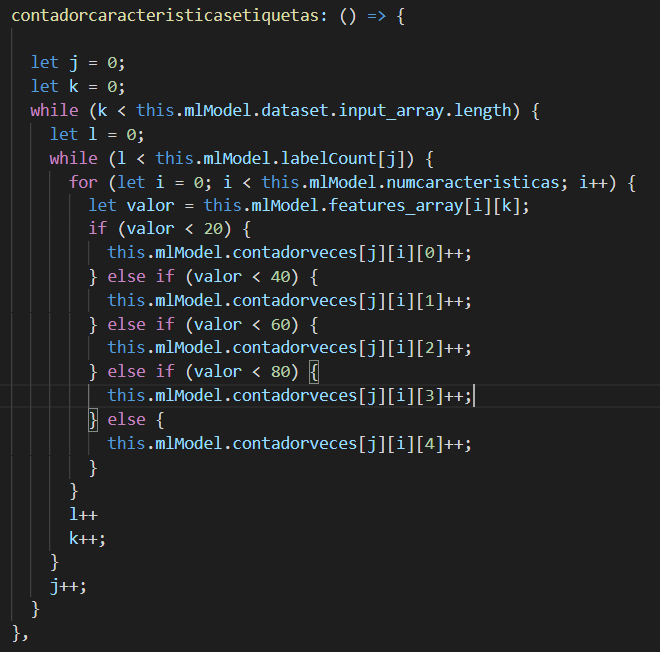 contadorcaracteristicasetiquetas: () => {
let j = 0;
let k = 0;
while (k < this.mlModel.dataset.input_array.length) {
let l = 0;
while (l < this.mlModel.labelCount[j]) {
for (let i = 0; i < this.mlModel.numcaracteristicas; i++) {
let valor = this.mlModel.features_array[i][k];
if (valor < 20) {
this.mlModel.contadorveces[j][i][0]++;
} else if (valor < 40) {
this.mlModel.contadorveces[j][i][1]++;
} else if (valor < 60) {
this.mlModel.contadorveces[j][i][2]++;
} else if (valor < 80) {
this.mlModel.contadorveces[j][i][3]++;
} else {
this.mlModel.contadorveces[j][i][4]++;
}
}
l++
k++;
}
j++;
}
},